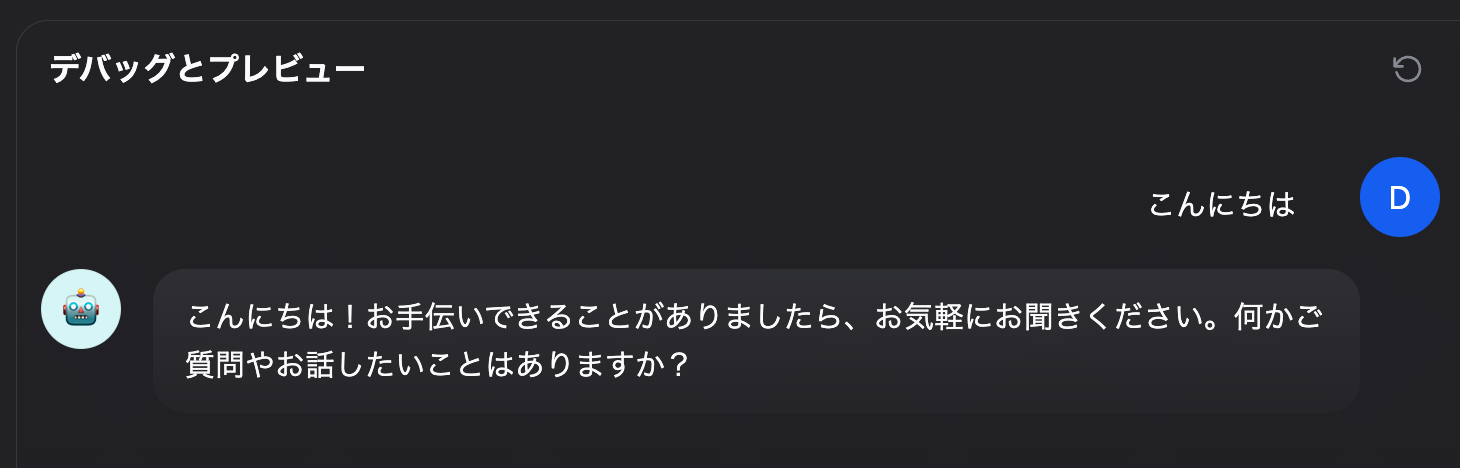 デバッグとプレビュー
こんにちは
D
こんにちは！お手伝いできることがありましたら、お気軽にお聞きください。何かご
質問やお話したいことはありますか？